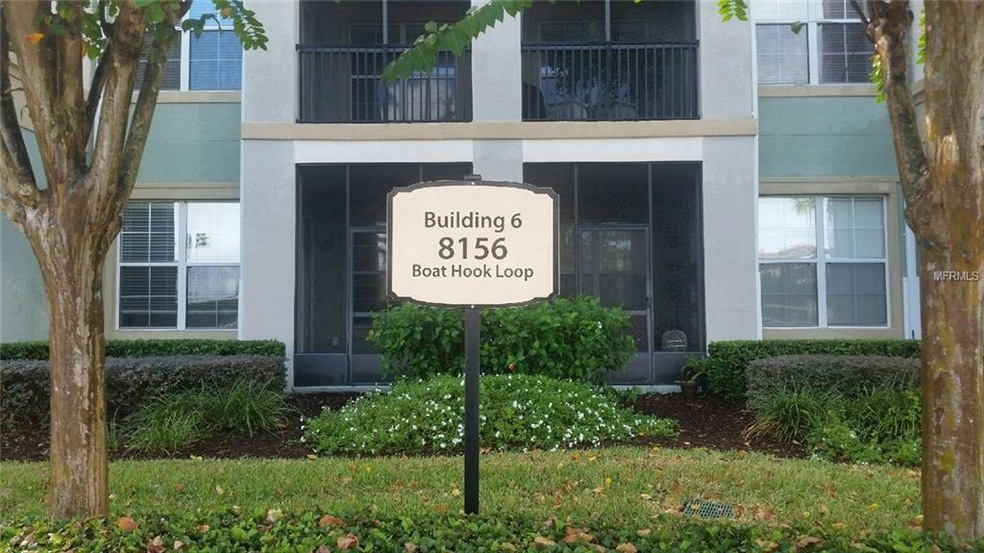 Building 6
8156
Boat Hook Loop
MFRMLS